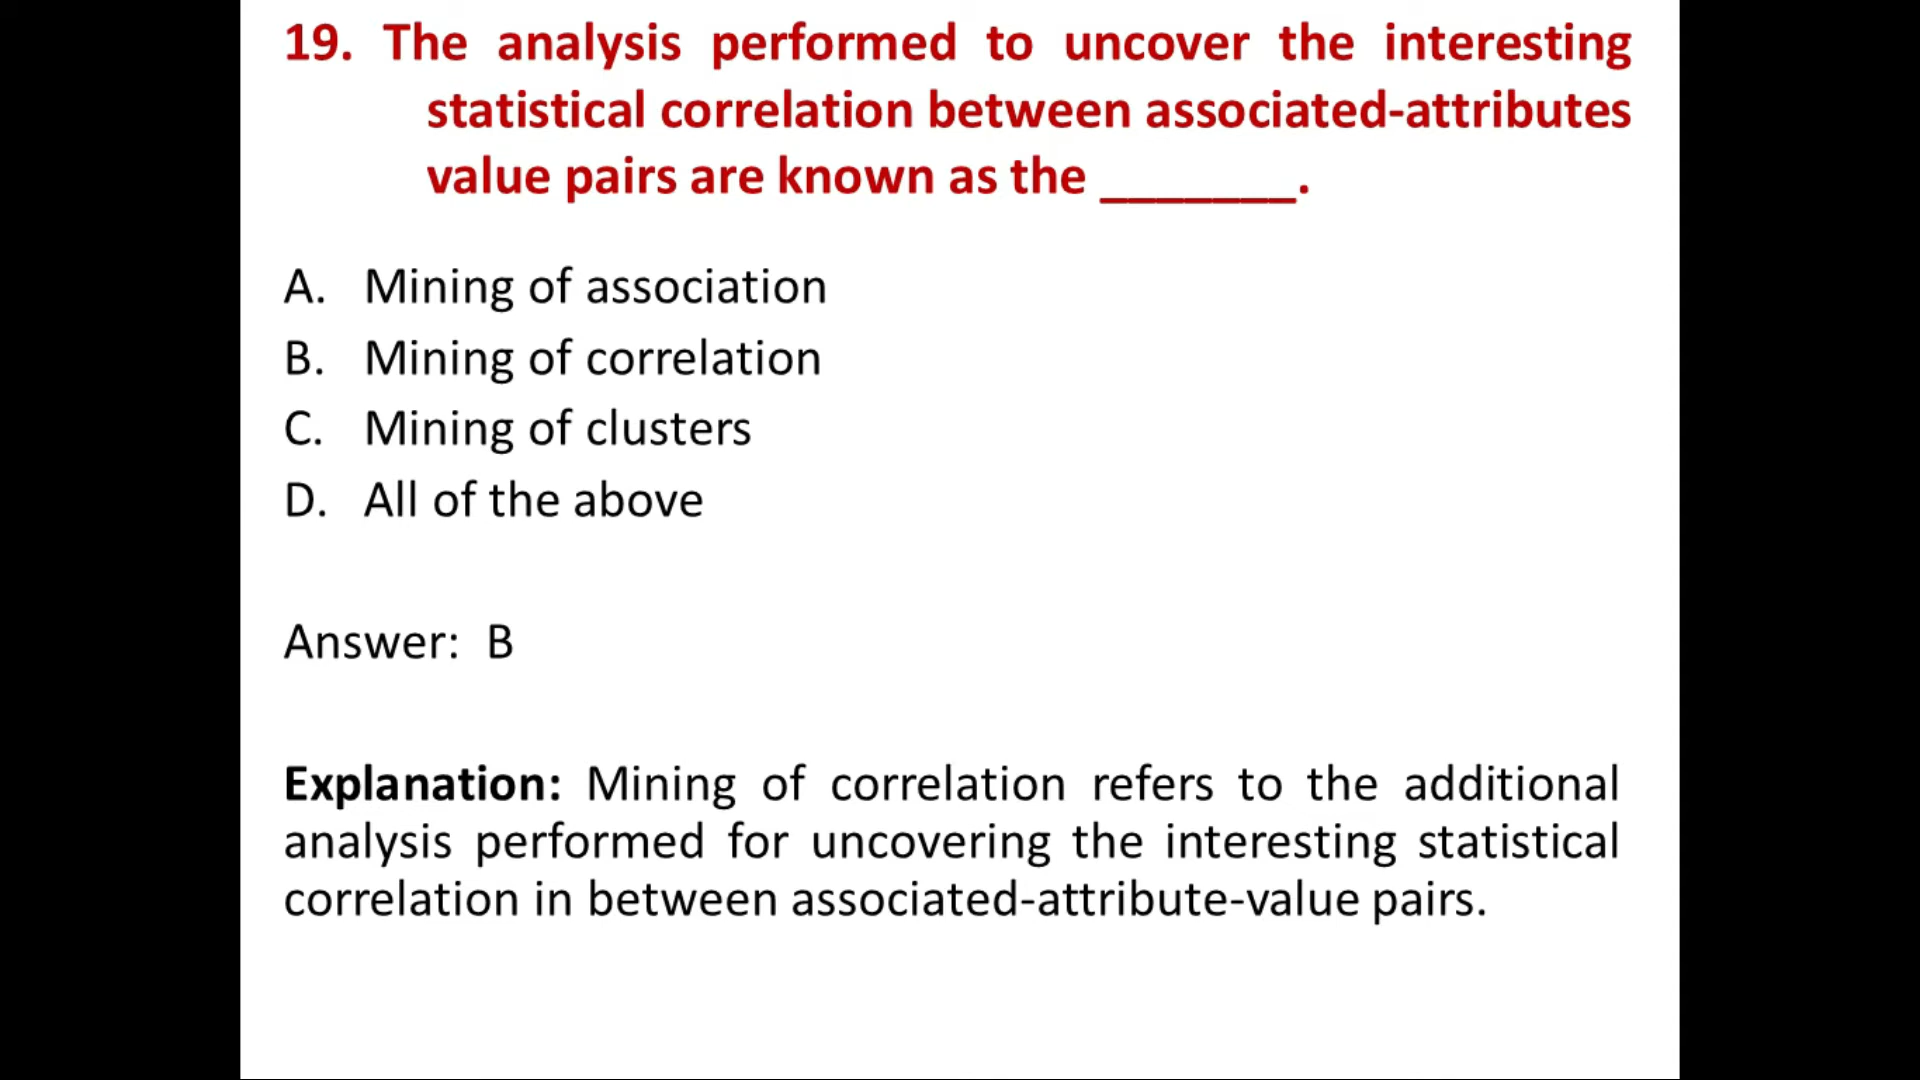 19. The analysis performed to uncover the interesting
statistical correlation between associated-attributes
value pairs are known as the _______.
A. Mining of association
B. Mining of correlation
C. Mining of clusters
D. All of the above
Answer: B
Explanation: Mining of correlation refers to the additional
analysis performed for uncovering the interesting statistical
correlation in between associated-attribute-value pairs.